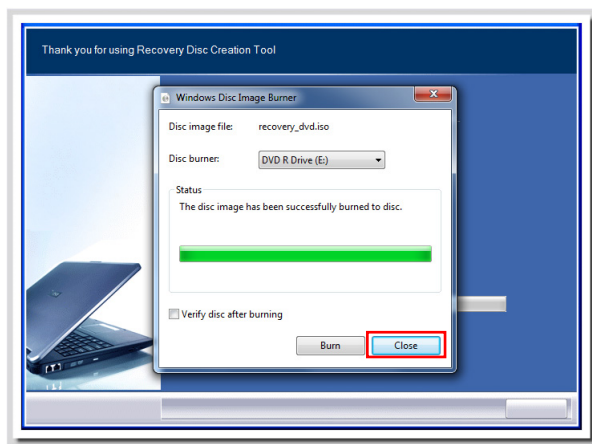 Thank you for using Recovery Disc Creation Tool
Windows Disc Image Burner
Disc image file: recovery_dvd.iso
Disc burner: DVD R Drive (E:)
Status
The disc image has been successfully burned to disc.
Verify disc after burning
Burn Close